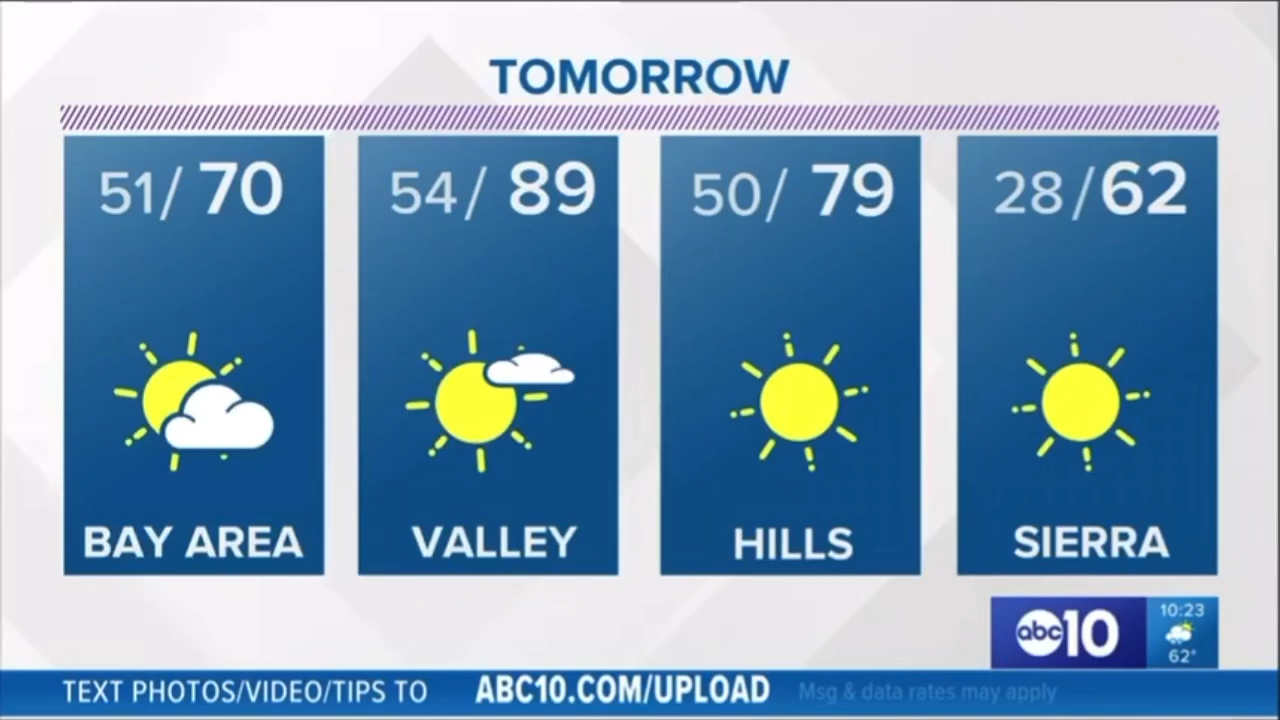 TOMORROW
51/ 70
54/ 89
50/ 79
28/62
BAY AREA
VALLEY
HILLS
SIERRA
abc10
10:23
62°
TEXT PHOTOS/VIDEO/TIPS TO ABC10.COM/UPLOAD Msg & data rates may apply